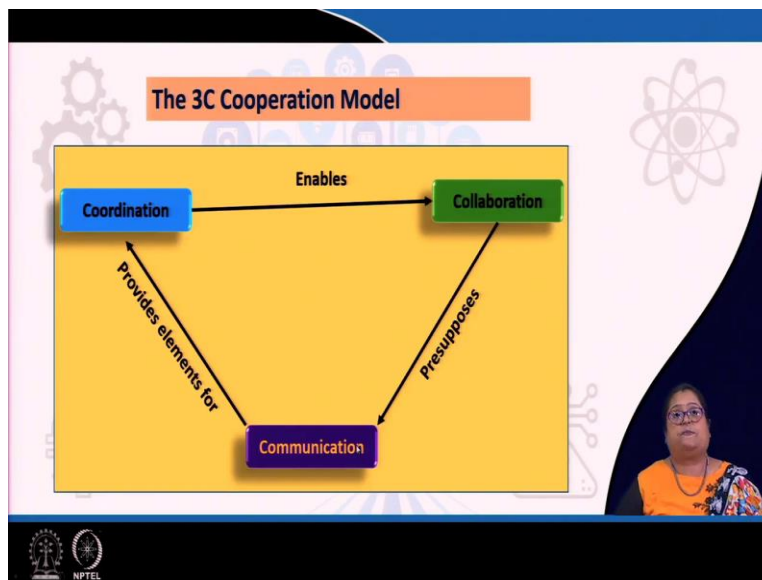 The 3C Cooperation Model
Enables
Coordination
Collaboration
Provides elements for
Presupposes
Communication
NPTEL